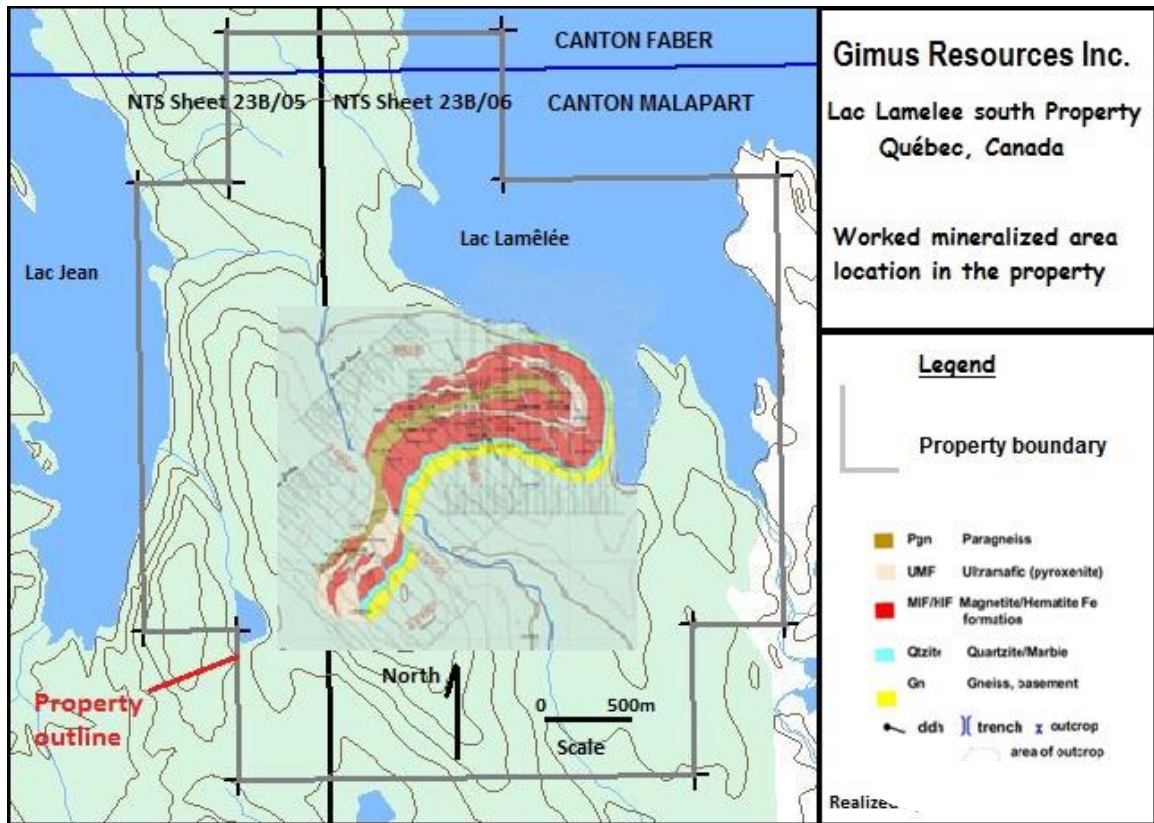 CANTON FABER
NTS Sheet 23B/05
NTS Sheet 23B/06
CANTON MALAPART
Lac Jean
Lac Lamêlée
North
0 500m
Scale
Property
outline
Gimus Resources Inc.
Lac Lamelee south Property
Québec, Canada
Worked mineralized area
location in the property
Legend
Property boundary
Pgn Paragneiss
UMF Ultramafic (pyroxenite)
MIF/HIF Magnetite/Hematite Fe
formation
Qtzite Quartzite/Marble
Gn Gneiss, basement
ddh trench x outcrop
area of outcrop
Realized